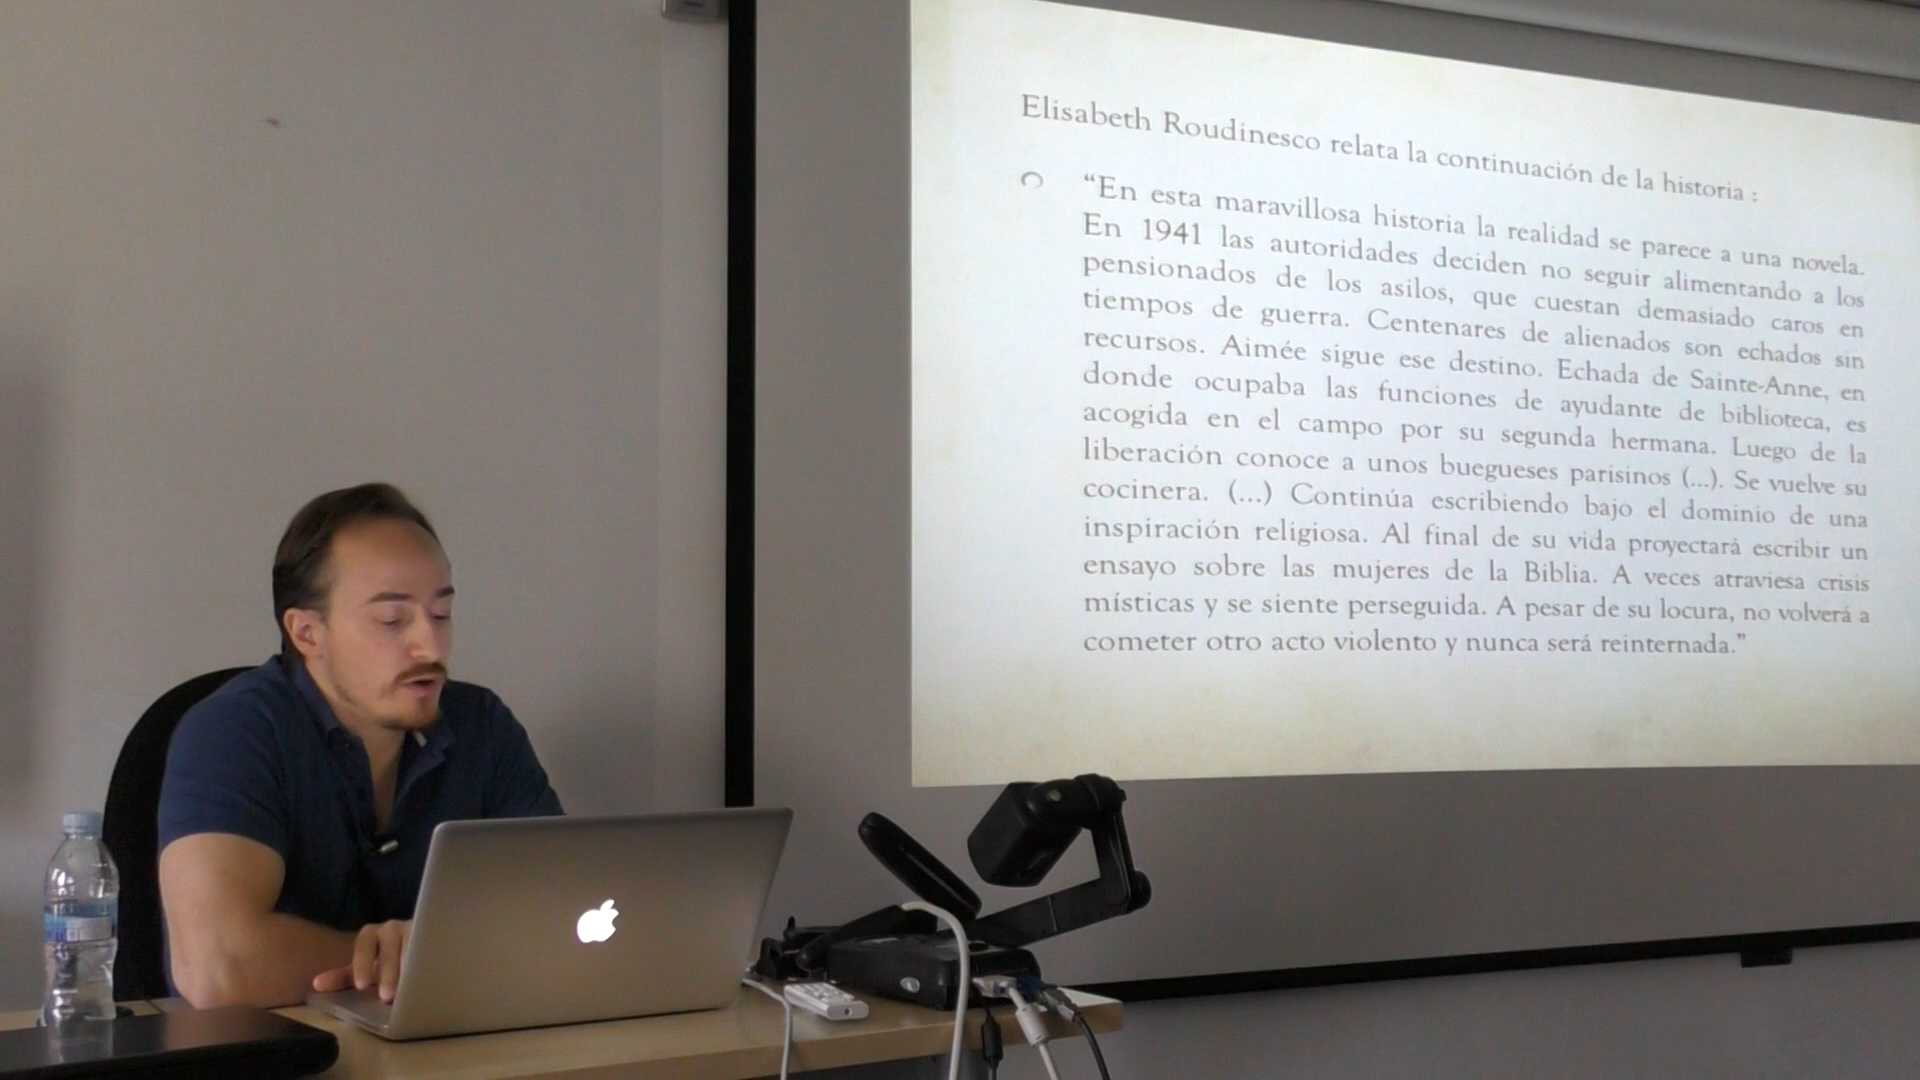 Elisabeth Roudinesco relata la continuación de la historia :
“En esta maravillosa historia la realidad se parece a una novela.
En 1941 las autoridades deciden no seguir alimentando a los
pensionados de los asilos, que cuestan demasiado caros en
tiempos de guerra. Centenares de alienados son echados sin
recursos. Aimée sigue ese destino. Echada de Sainte-Anne, en
donde ocupaba las funciones de ayudante de biblioteca, es
acogida en el campo por su segunda hermana. Luego de la
liberación conoce a unos buegueses parisinos (...). Se vuelve su
cocinera. (...) Continúa escribiendo bajo el dominio de una
inspiración religiosa. Al final de su vida proyectará escribir un
ensayo sobre las mujeres de la Biblia. A veces atraviesa crisis
místicas y se siente perseguida. A pesar de su locura, no volverá a
cometer otro acto violento y nunca será reinternada.”